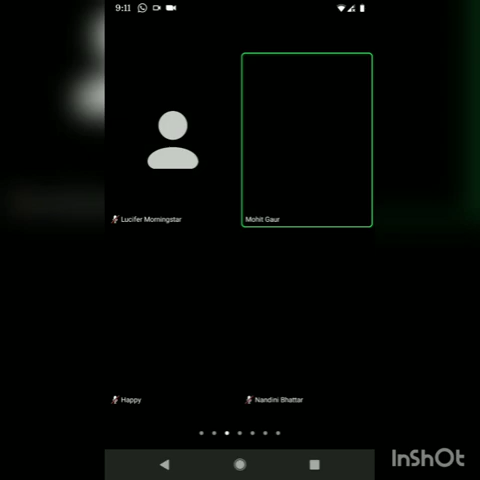 9:11
Lucifer Morningstar
Mohit Gaur
Happy
Nandini Bhattar
InShOt